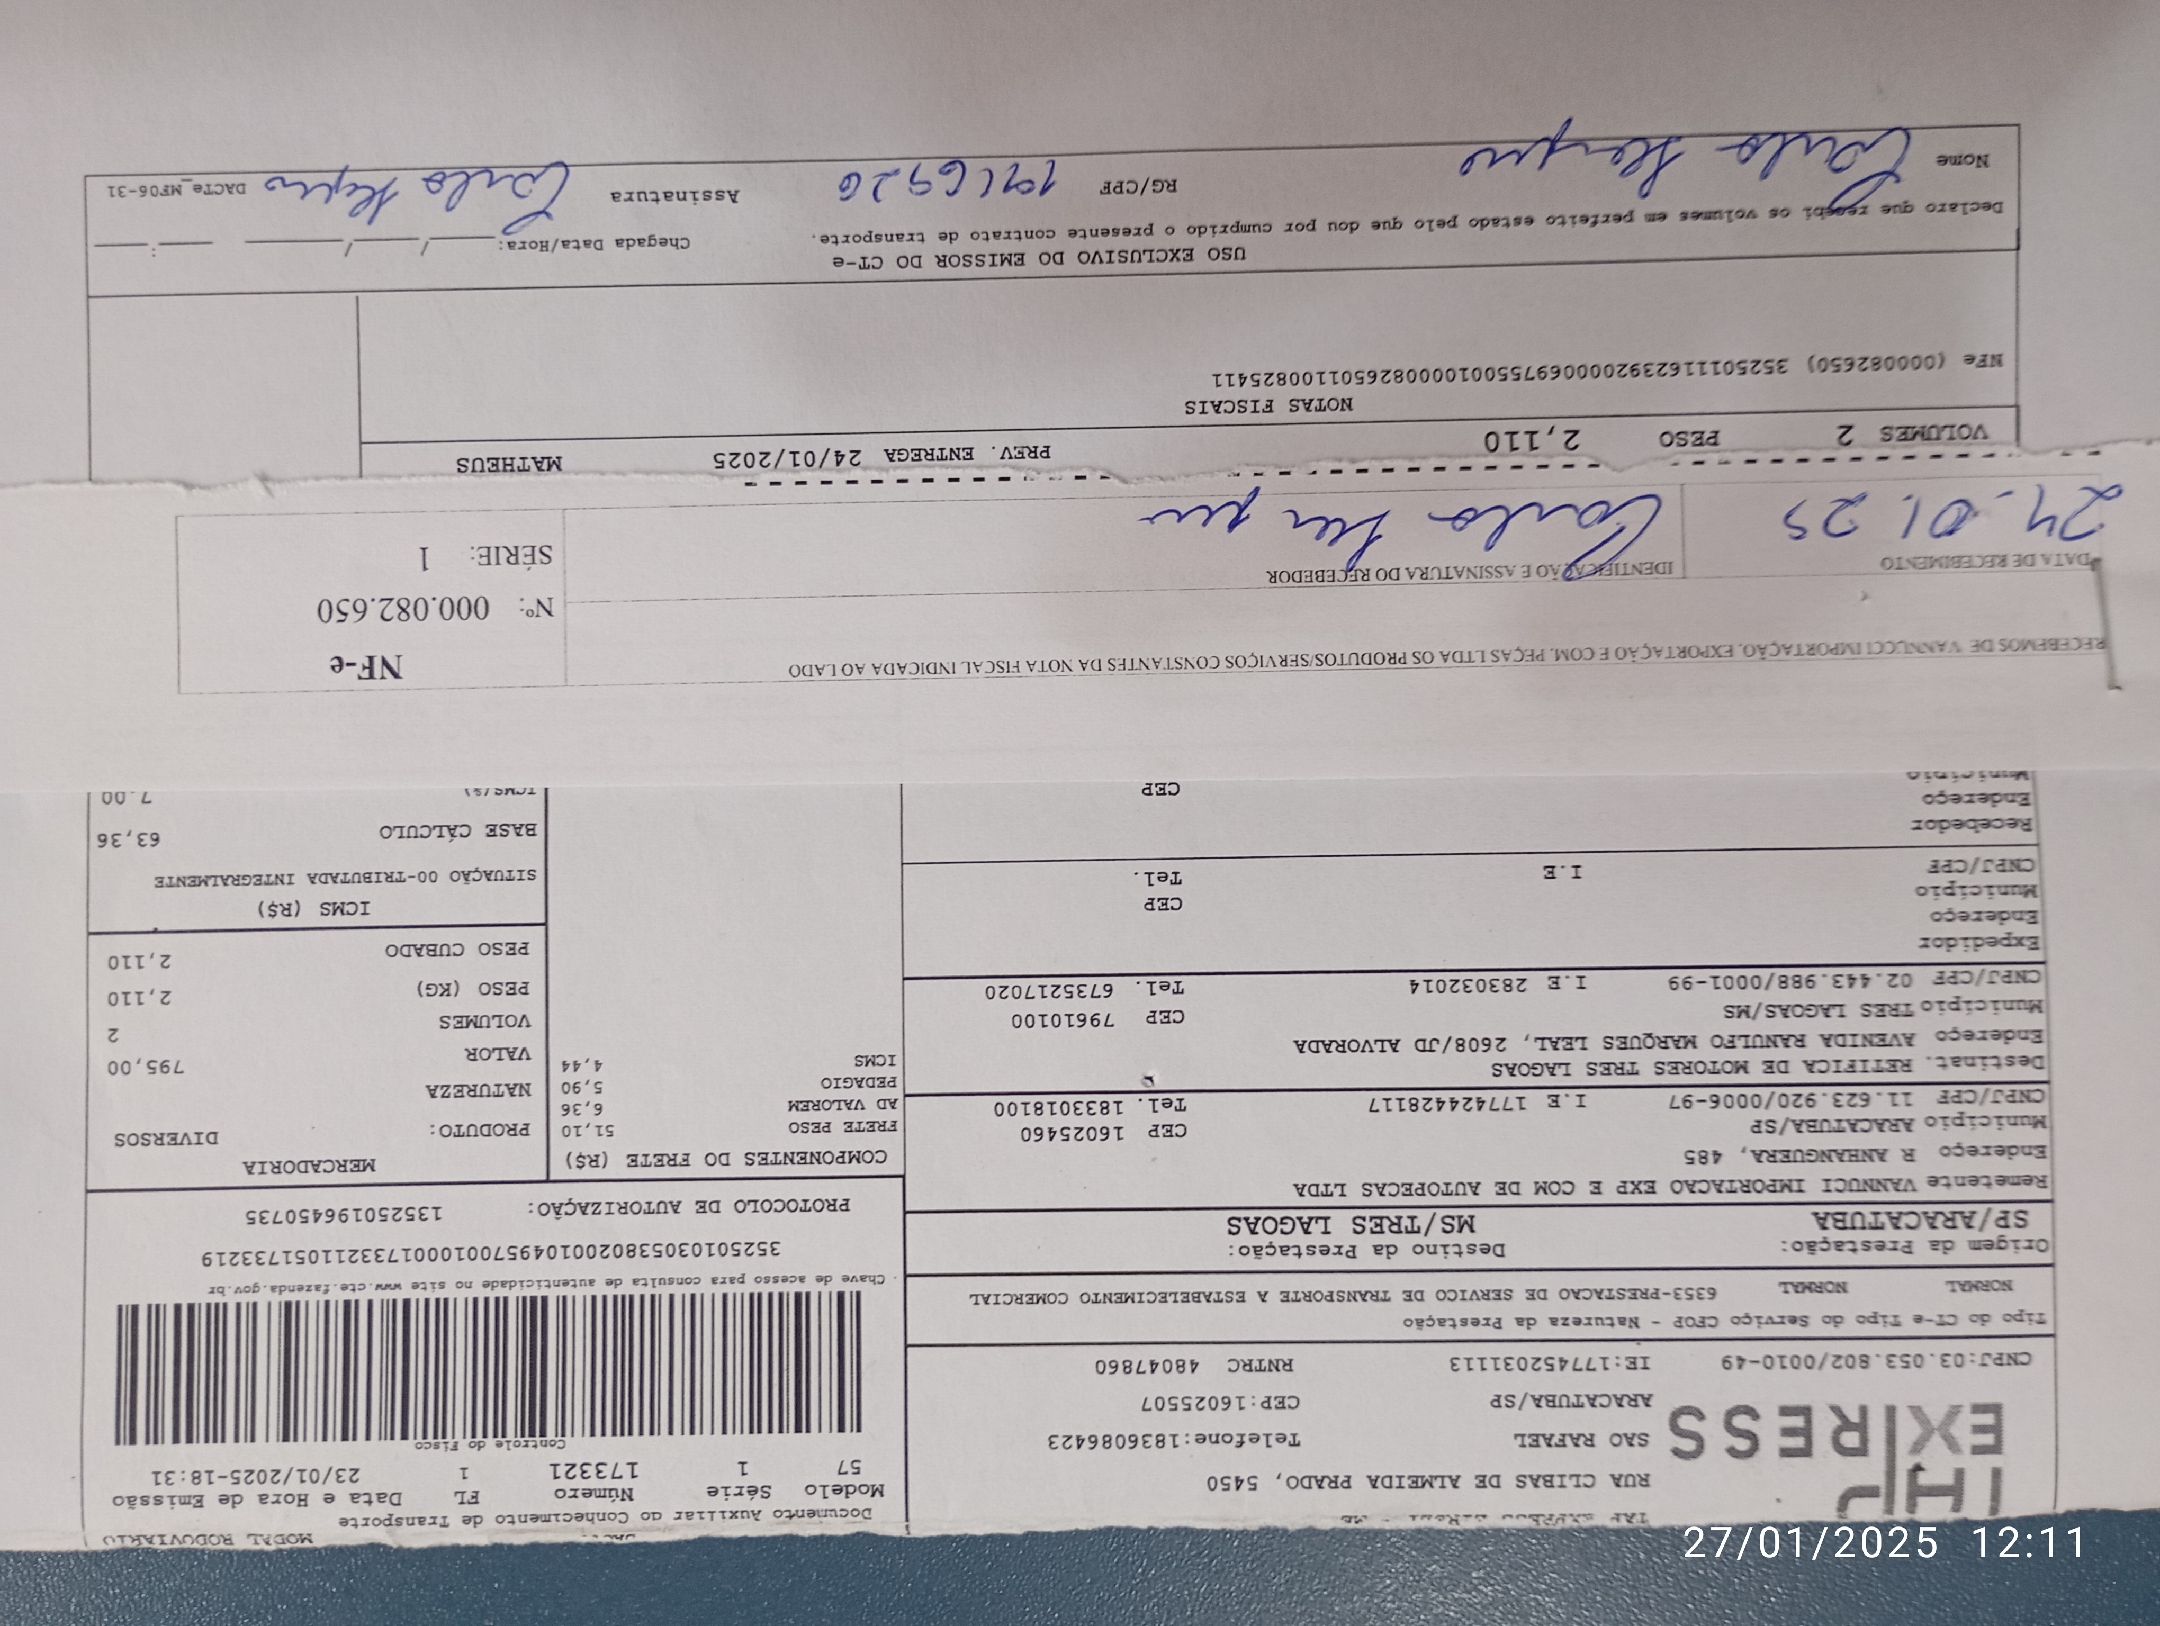 MODAL RODOVIARIO
Documento Auxiliar do Conhecimento de Transporte
Modelo Série Número FL Data e Hora de Emissão
57 1 173321 1 23/01/2025-18:31
Controle do Fisco
Chave de acesso para consulta de autenticidade no site www.cte.fazenda.gov.br
35250103053802001049570010001733211051733219
PROTOCOLO DE AUTORIZAÇÃO: 135250196450735
EXPRESS
RUA CLIBAS DE ALMEIDA PRADO, 5450
SAO RAFAEL Telefone:1836086423
ARACATUBA/SP CEP:16025507
CNPJ:03.053.802/0010-49 IE:177452031113 RNTRC 48047860
Tipo do CT-e Tipo do Serviço CFOP - Natureza da Prestação
NORMAL NORMAL 6353-PRESTACAO DE SERVICO DE TRANSPORTE A ESTABELECIMENTO COMERCIAL
Origem da Prestação: Destino da Prestação:
SP/ARACATUBA MS/TRES LAGOAS
Remetente VANNUCI IMPORTACAO EXP E COM DE AUTOPECAS LTDA
Endereço R ANHANGUERA, 485
Município ARACATUBA/SP CEP 16025460
CNPJ/CPF 11.623.920/0006-97 I.E 177424428117 Tel. 1833018100
Destinat. RETIFICA DE MOTORES TRES LAGOAS
Endereço AVENIDA RANULFO MARQUES LEAL, 2608/JD ALVORADA
Município TRES LAGOAS/MS CEP 79610100
CNPJ/CPF 02.443.988/0001-99 I.E 283032014 Tel. 6735217020
Expedidor
Endereço
Município CEP
CNPJ/CPF I.E Tel.
Recebedor
Endereço
Município CEP
COMPONENTES DO FRETE (R$)
FRETE PESO 51,10
AD VALOREM 6,36
PEDAGIO 5,90
ICMS 4,44
MERCADORIA
PRODUTO: DIVERSOS
NATUREZA
VALOR 795,00
VOLUMES 2
PESO (KG) 2,110
PESO CUBADO 2,110
ICMS (R$)
SITUAÇÃO 00-TRIBUTADA INTEGRALMENTE
BASE CÁLCULO 63,36
ICMS(%) 7.00
RECEBEMOS DE VANNUCCI IMPORTAÇÃO, EXPORTAÇÃO E COM. PEÇAS LTDA OS PRODUTOS/SERVIÇOS CONSTANTES DA NOTA FISCAL INDICADA AO LADO
NF-e
Nº: 000.082.650
SÉRIE: 1
DATA DE RECEBIMENTO IDENTIFICAÇÃO E ASSINATURA DO RECEBEDOR
24.01.25
VOLUMES 2 PESO 2,110 PREV. ENTREGA 24/01/2025 MATHEUS
NOTAS FISCAIS
NFe (000082650) 35250111623920000697550010000826501100825411
USO EXCLUSIVO DO EMISSOR DO CT-e
Declaro que recebi os volumes em perfeito estado pelo que dou por cumprido o presente contrato de transporte.
Chegada Data/Hora: ____/____/____ ____:____
Nome RG/CPF Assinatura DACTe_MF06-31
27/01/2025 12:11